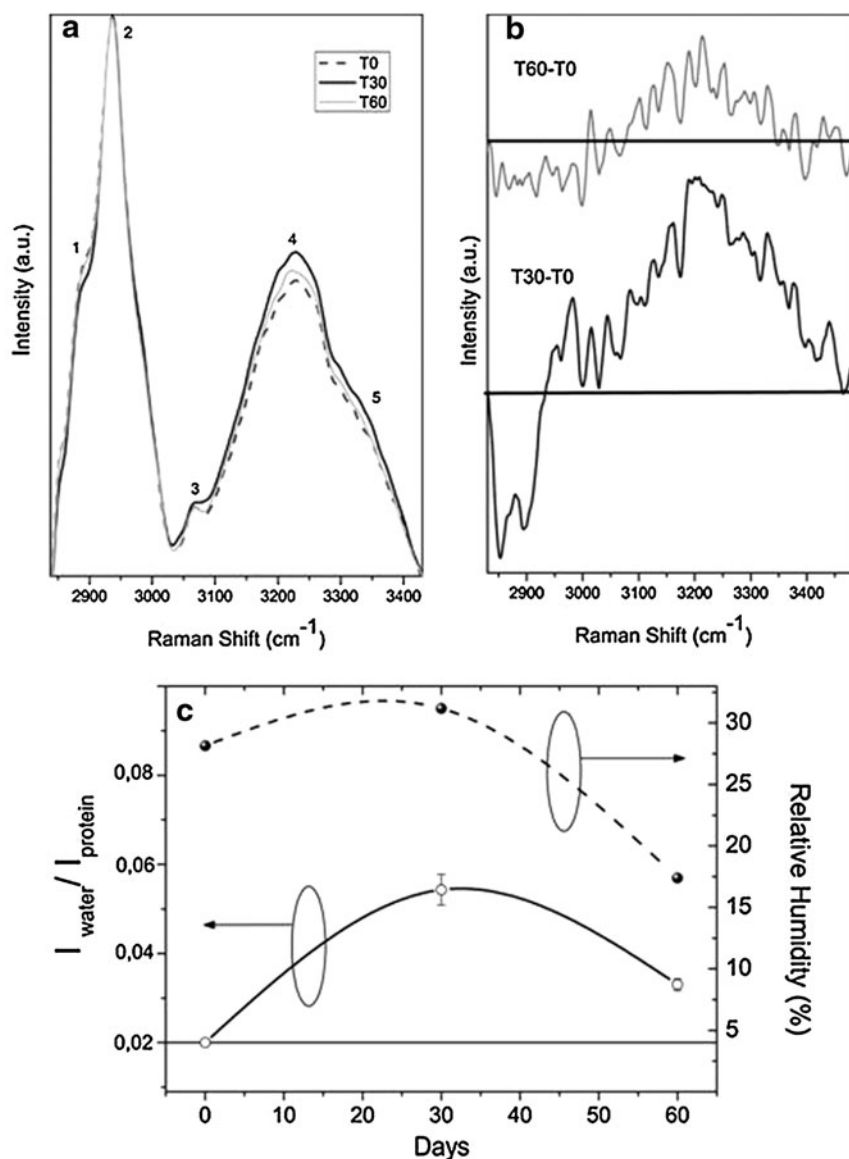 a
b
c
1
2
3
4
5
T0
T30
T60
Intensity (a.u.)
2900 3000 3100 3200 3300 3400
Raman Shift (cm-1)
T60-T0
T30-T0
Intensity (a.u.)
2900 3000 3100 3200 3300 3400
Raman Shift (cm-1)
I water / I protein
0,08
0,06
0,04
0,02
30
25
20
15
10
5
Relative Humidity (%)
0 10 20 30 40 50 60
Days